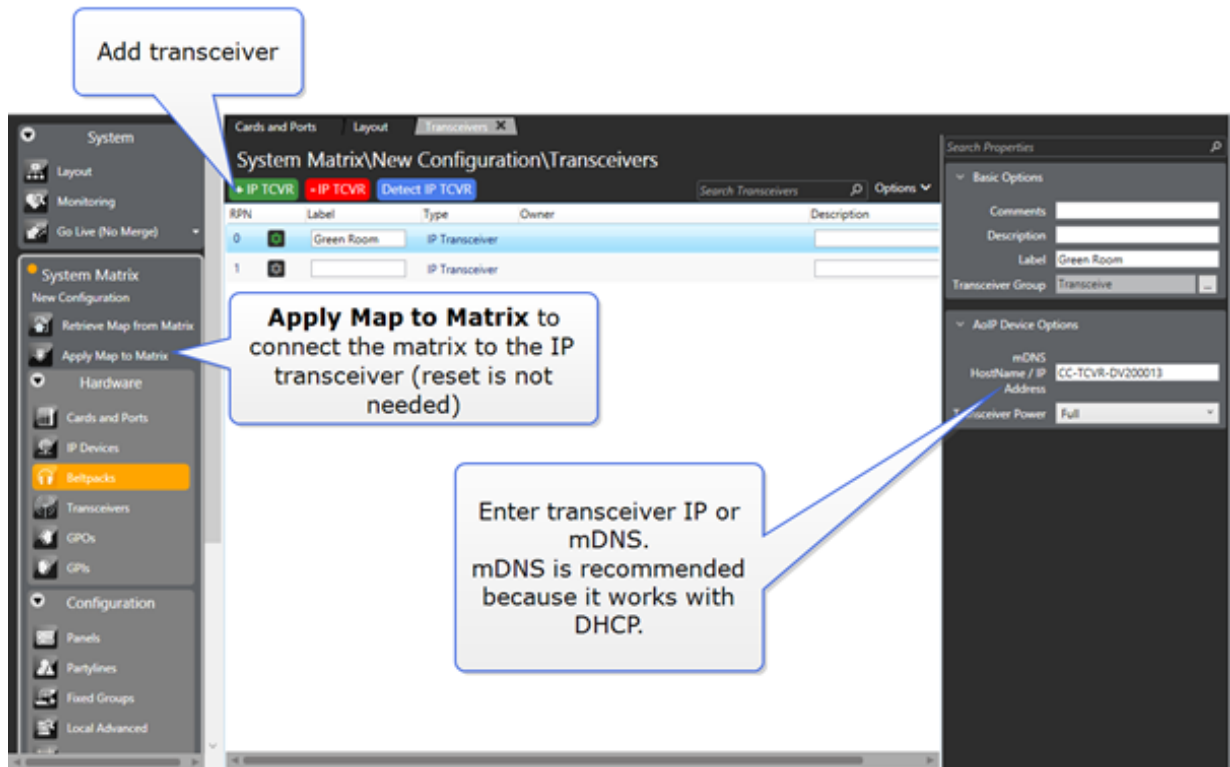 Add transceiver
System
Layout
Monitoring
Go Live (No Merge)
System Matrix
New Configuration
Retrieve Map from Matrix
Apply Map to Matrix
Hardware
Cards and Ports
IP Devices
Beltpacks
Transceivers
GPOs
GPIs
Configuration
Panels
Partylines
Fixed Groups
Local Advanced
Cards and Ports Layout Transceivers X
System Matrix\New Configuration\Transceivers
+ IP TCVR - IP TCVR Detect IP TCVR Search Transceivers Options
RPN Label Type Owner Description
0 Green Room IP Transceiver
1 IP Transceiver
Apply Map to Matrix to
connect the matrix to the IP
transceiver (reset is not
needed)
Enter transceiver IP or
mDNS.
mDNS is recommended
because it works with
DHCP.
Search Properties
Basic Options
Comments
Description
Label Green Room
Transceiver Group Transceive ...
AoIP Device Options
mDNS
HostName / IP CC-TCVR-DV200013
Address
Transceiver Power Full